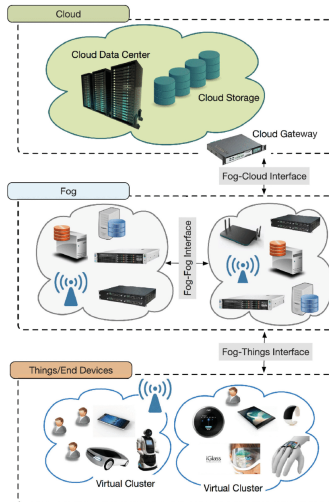 Cloud
Cloud Data Center
Cloud Storage
Cloud Gateway
Fog-Cloud Interface
Fog
Fog-Fog Interface
Fog-Things Interface
Things/End Devices
iGlass
Virtual Cluster
Virtual Cluster